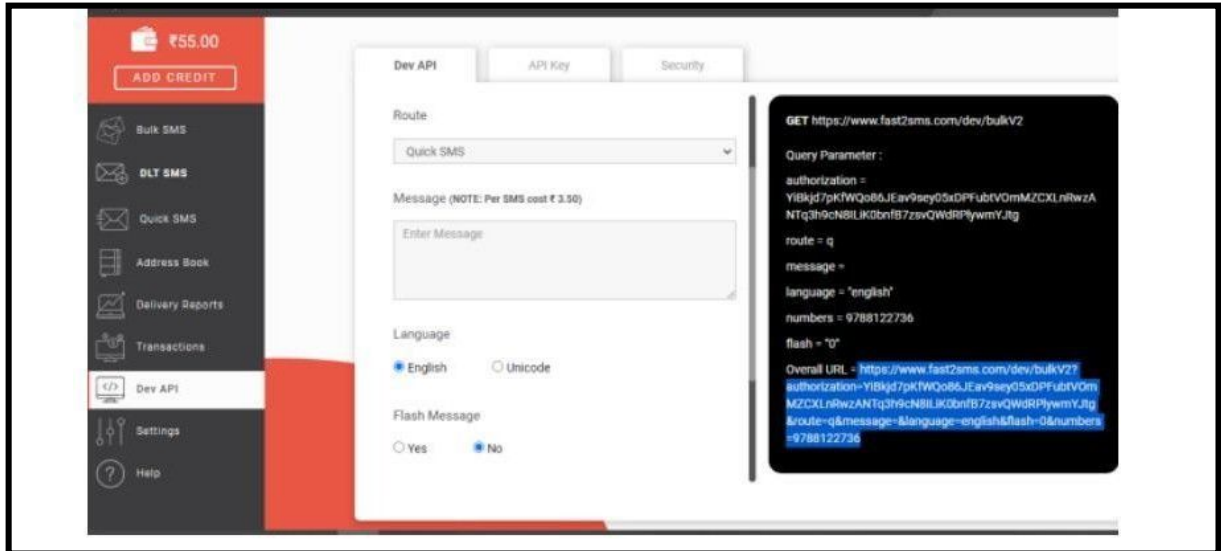 ₹55.00
ADD CREDIT
Bulk SMS
DLT SMS
Quick SMS
Address Book
Delivery Reports
Transactions
Dev API
Settings
Help
Dev API
API Key
Security
Route
Quick SMS
Message (NOTE: Per SMS cost ₹ 3.50)
Enter Message
Language
English
Unicode
Flash Message
Yes
No
GET https://www.fast2sms.com/dev/bulkV2
Query Parameter :
authorization =
route = q
message =
language = "english"
numbers = 9788122736
flash = "0"
Overall URL = https://www.fast2sms.com/dev/bulkV2?
&route=q&message=&language=english&flash=0&numbers
=9788122736